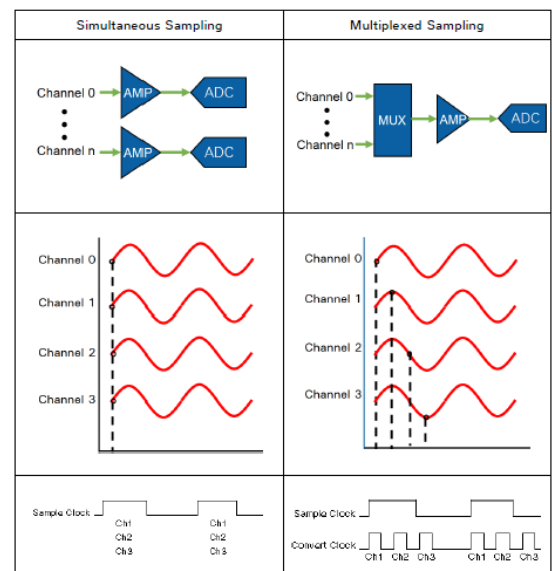 Simultaneous Sampling
Channel 0
AMP
ADC
Channel n
AMP
ADC
Multiplexed Sampling
Channel 0
Channel n
MUX
AMP
ADC
Channel 0
Channel 1
Channel 2
Channel 3
Channel 0
Channel 1
Channel 2
Channel 3
Sample Clock
Ch1 Ch1
Ch2 Ch2
Ch3 Ch3
Sample Clock
Convert Clock
Ch1 Ch2 Ch3 Ch1 Ch2 Ch3